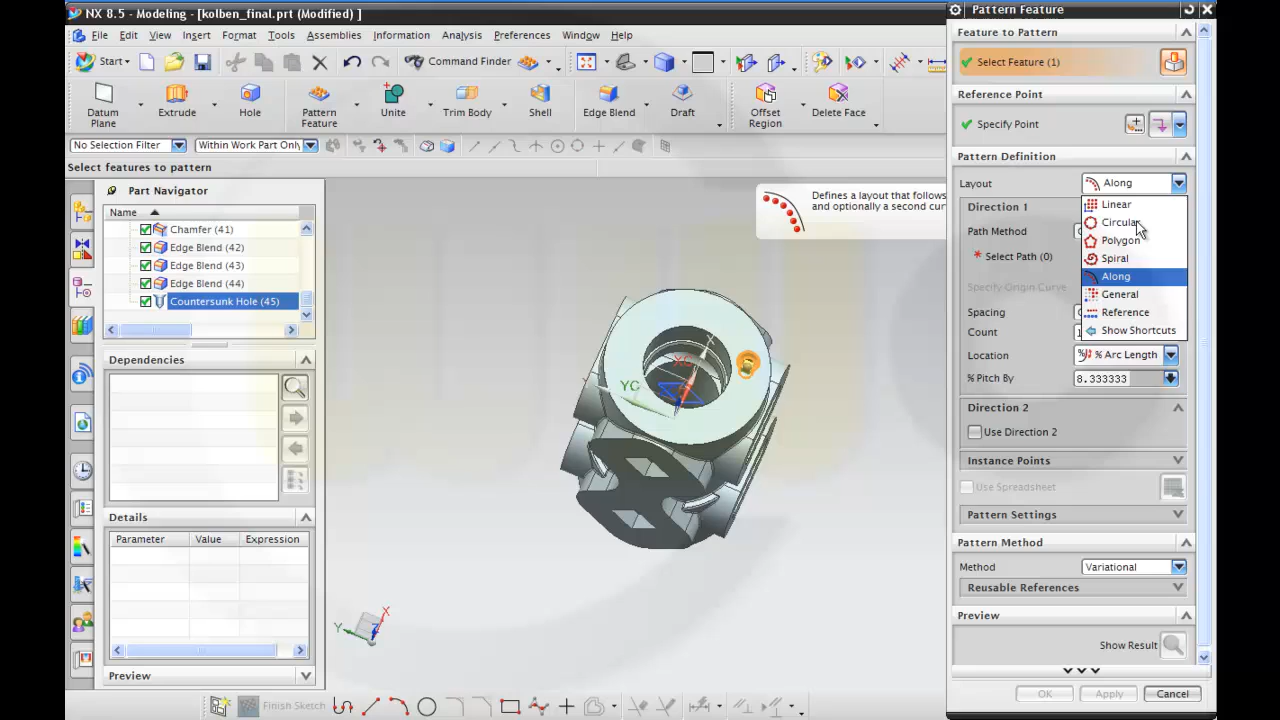 NX 8.5 - Modeling - [kolben_final.prt (Modified) ]
Pattern Feature
File Edit View Insert Format Tools Assemblies Information Analysis Preferences Window Help
Start Command Finder
Datum Plane Extrude Hole Pattern Feature Unite Trim Body Shell Edge Blend Draft Offset Region Delete Face
No Selection Filter Within Work Part Only
Select features to pattern
Part Navigator
Name
Chamfer (41)
Edge Blend (42)
Edge Blend (43)
Edge Blend (44)
Countersunk Hole (45)
Dependencies
Details
Parameter Value Expression
Preview
Defines a layout that follows
and optionally a second cur
XC
YC
X
X
Y
Z
Finish Sketch
Feature to Pattern
Select Feature (1)
Reference Point
Specify Point
Pattern Definition
Layout Along
Linear
Circular
Polygon
Spiral
Along
General
Reference
Show Shortcuts
Direction 1
Path Method
* Select Path (0)
Specify Origin Curve
Spacing
Count
Location % Arc Length
% Pitch By 8.333333
Direction 2
Use Direction 2
Instance Points
Use Spreadsheet
Pattern Settings
Pattern Method
Method Variational
Reusable References
Preview
Show Result
OK Apply Cancel